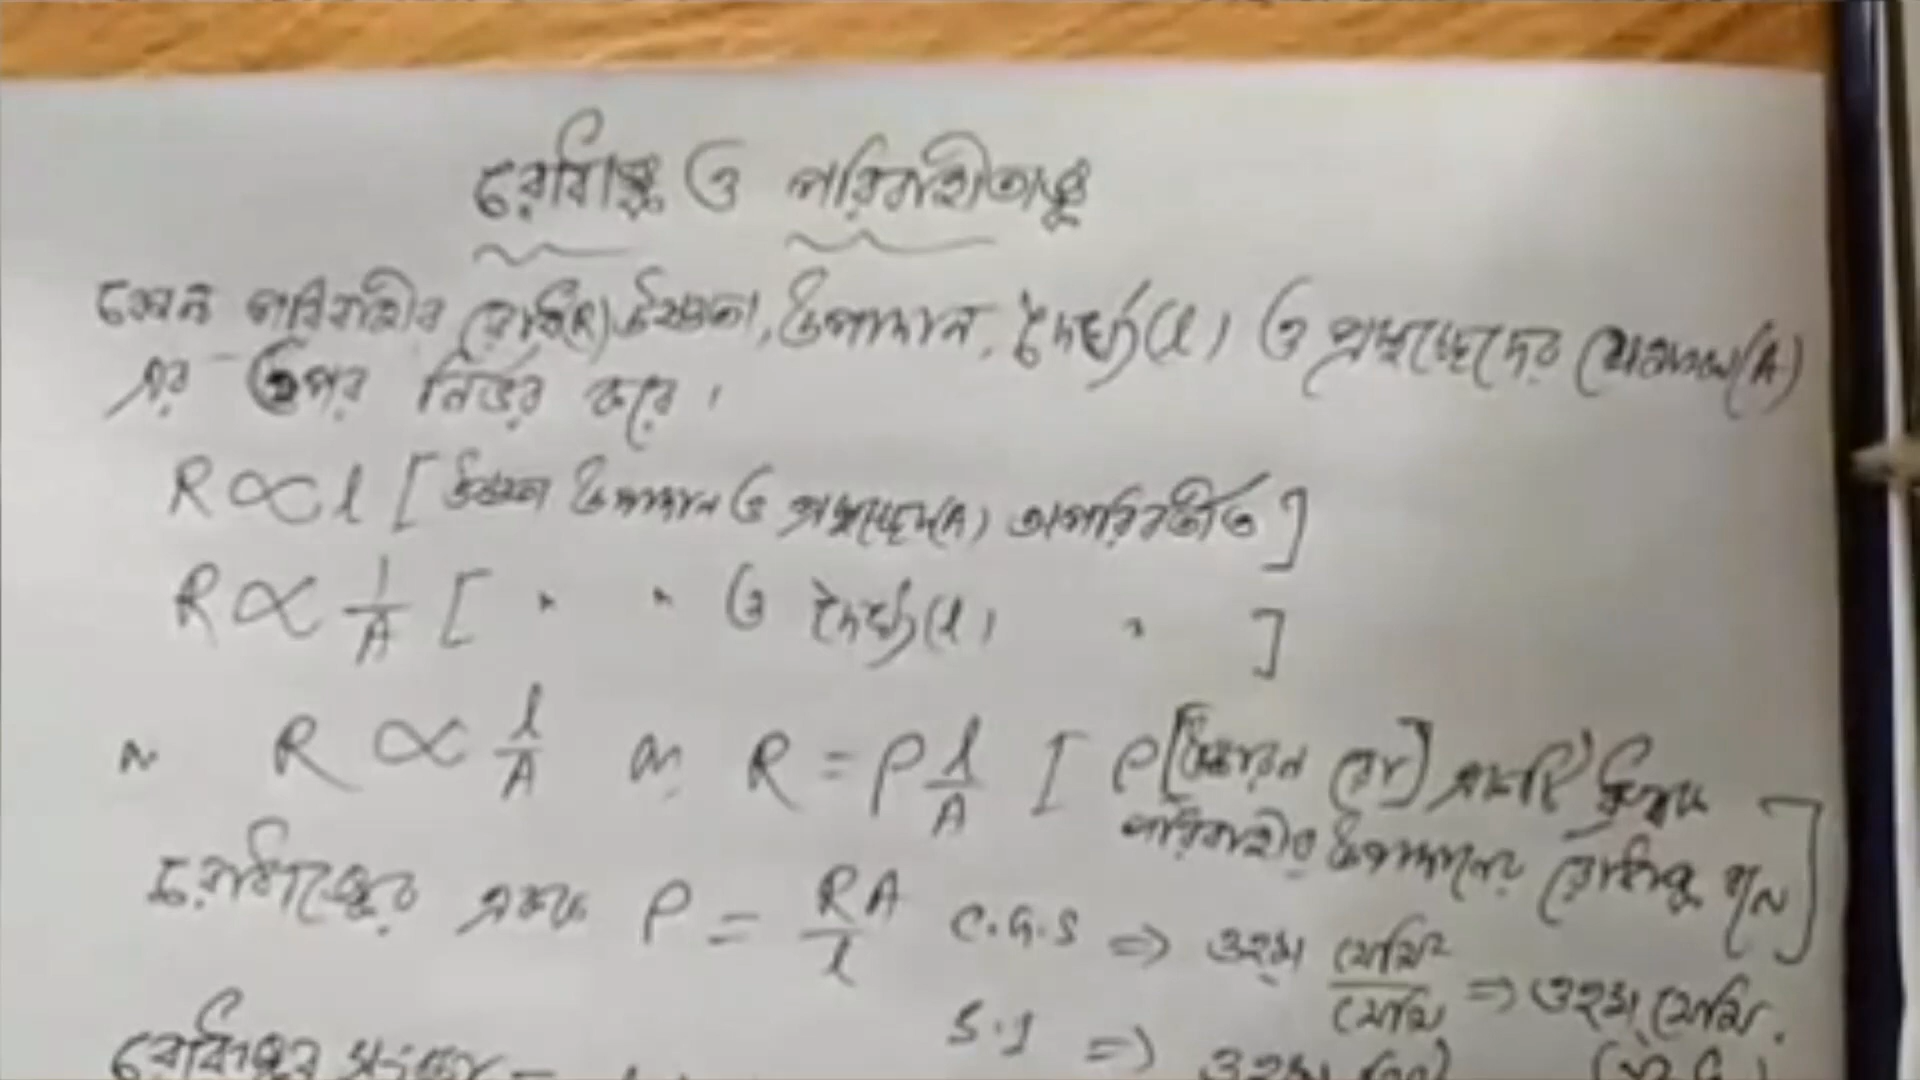 রোধাঙ্ক ও পরিবাহীতাঙ্ক
কোন পরিবাহীর রোধ(R) উষ্ণতা, উপাদান, দৈর্ঘ্য(l) ও প্রস্থচ্ছেদের ক্ষেত্রফল(A)
এর উপর নির্ভর করে।
R ∝ l [উষ্ণতা উপাদান ও প্রস্থচ্ছেদ(A) অপরিবর্তীত]
R ∝ 1/A [ " " ও দৈর্ঘ্য(l) " ]
R ∝ l/A বা, R = ρ l/A [ρ একটি ধ্রুবক
পরিবাহীর উপাদানের রোধাঙ্ক বলে]
রোধাঙ্কের একক ρ = RA/l C.G.S ⇒ ওহম সেমি²/সেমি ⇒ ওহম সেমি.
রোধাঙ্কের
S.I ⇒ ওহম